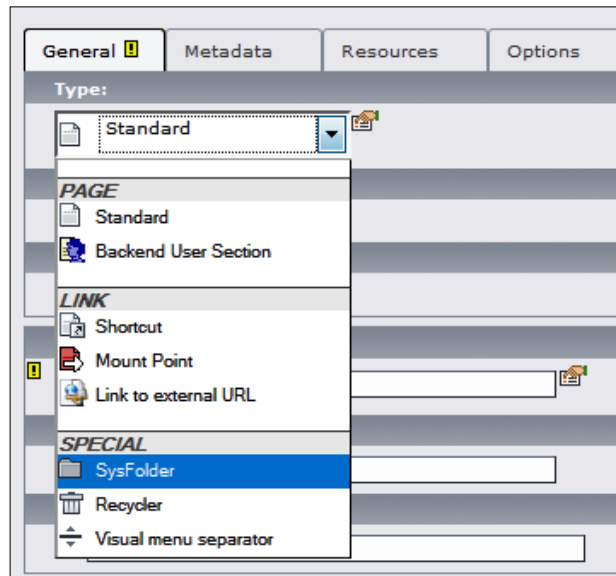 General
Metadata
Resources
Options
Type:
Standard
PAGE
Standard
Backend User Section
LINK
Shortcut
Mount Point
Link to external URL
SPECIAL
SysFolder
Recycler
Visual menu separator